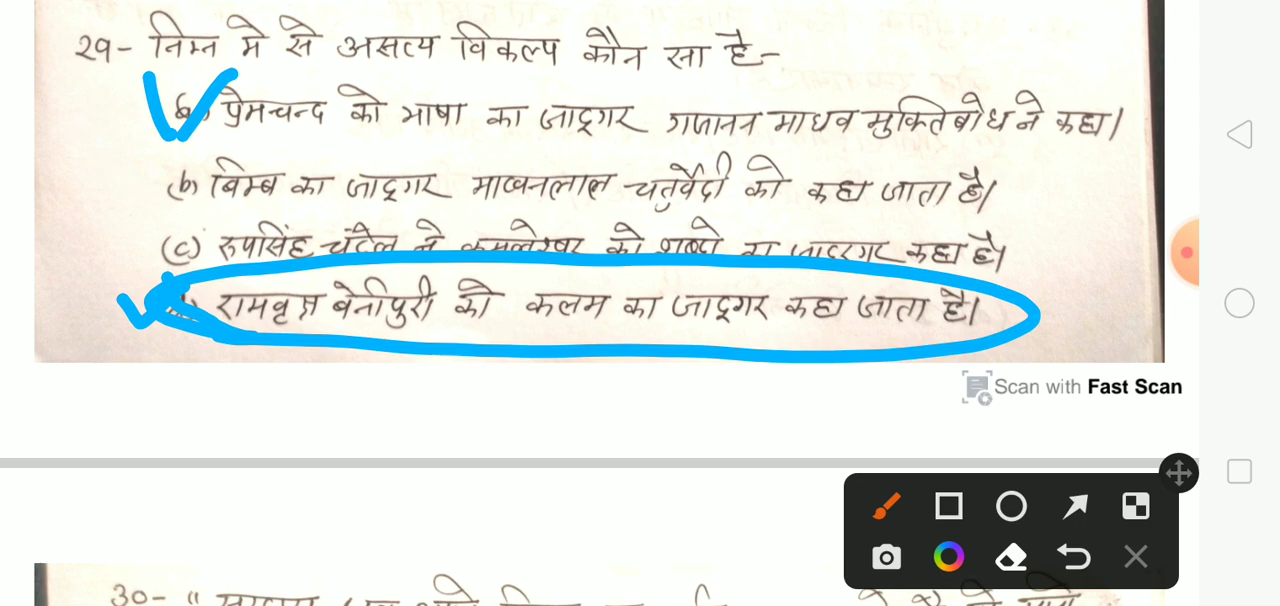 29- निम्न मे से असत्य विकल्प कौन सा है-
प्रेमचन्द को भाषा का जादूगर गजानन माधव मुक्तिबोध ने कहा।
(b) बिम्ब का जादूगर माखनलाल चतुर्वेदी को कहा जाता है।
(c) रूपसिंह चंदेल ने कमलेश्वर को शब्दो का जादूगर कहा है।
रामवृक्ष बेनीपुरी को कलम का जादूगर कहा जाता है।
Scan with Fast Scan
30- "